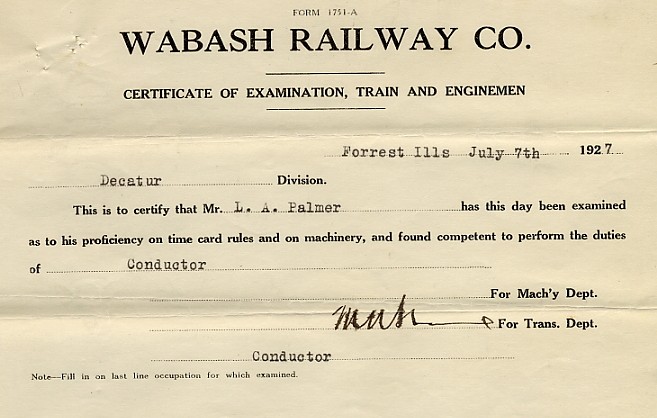 FORM 1751-A
WABASH RAILWAY CO.
CERTIFICATE OF EXAMINATION, TRAIN AND ENGINEMEN
Forrest Ills July 7th 1927
Decatur Division.
This is to certify that Mr. L. A. Palmer has this day been examined
as to his proficiency on time card rules and on machinery, and found competent to perform the duties
of Conductor
For Mach'y Dept.
For Trans. Dept.
Conductor
Note—Fill in on last line occupation for which examined.